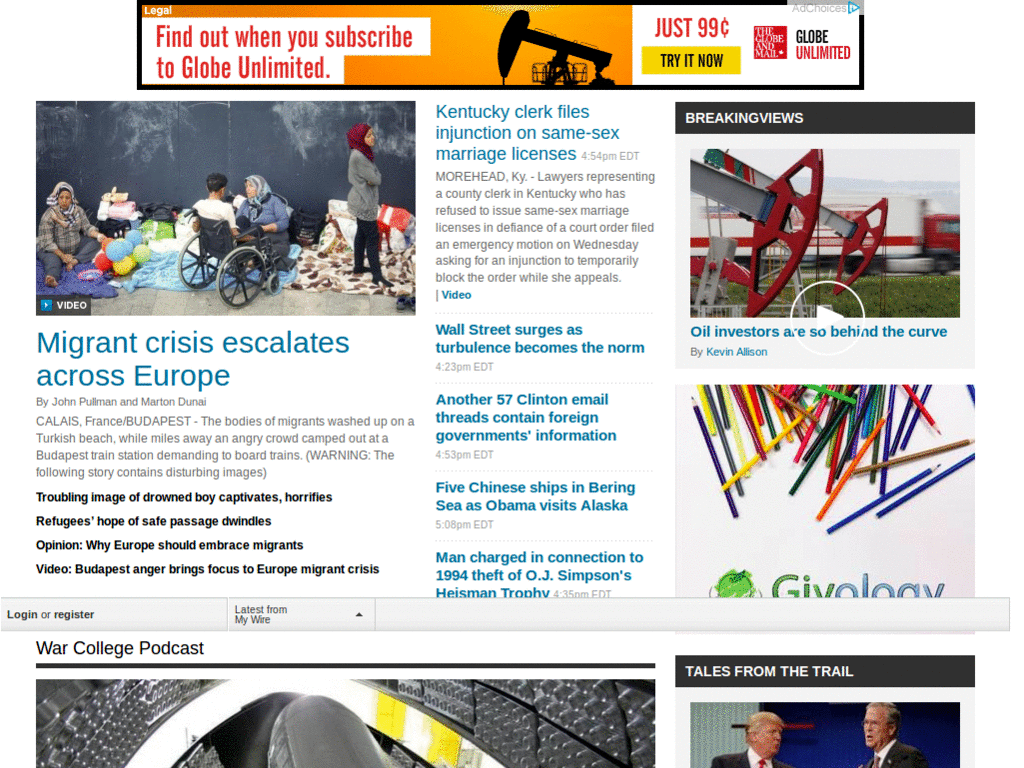 Legal
AdChoices
Find out when you subscribe
to Globe Unlimited.
JUST 99¢
TRY IT NOW
THE
GLOBE
AND
MAIL
GLOBE
UNLIMITED
VIDEO
Migrant crisis escalates
across Europe
By John Pullman and Marton Dunai
CALAIS, France/BUDAPEST - The bodies of migrants washed up on a
Turkish beach, while miles away an angry crowd camped out at a
Budapest train station demanding to board trains. (WARNING: The
following story contains disturbing images)
Troubling image of drowned boy captivates, horrifies
Refugees' hope of safe passage dwindles
Opinion: Why Europe should embrace migrants
Video: Budapest anger brings focus to Europe migrant crisis
Kentucky clerk files
injunction on same-sex
marriage licenses 4:54pm EDT
MOREHEAD, Ky. - Lawyers representing
a county clerk in Kentucky who has
refused to issue same-sex marriage
licenses in defiance of a court order filed
an emergency motion on Wednesday
asking for an injunction to temporarily
block the order while she appeals.
| Video
Wall Street surges as
turbulence becomes the norm
4:23pm EDT
Another 57 Clinton email
threads contain foreign
governments' information
4:53pm EDT
Five Chinese ships in Bering
Sea as Obama visits Alaska
5:08pm EDT
Man charged in connection to
1994 theft of O.J. Simpson's
Heisman Trophy 4:35pm EDT
BREAKINGVIEWS
Oil investors are so behind the curve
By Kevin Allison
Givology
Login or register
Latest from
My Wire
War College Podcast
TALES FROM THE TRAIL